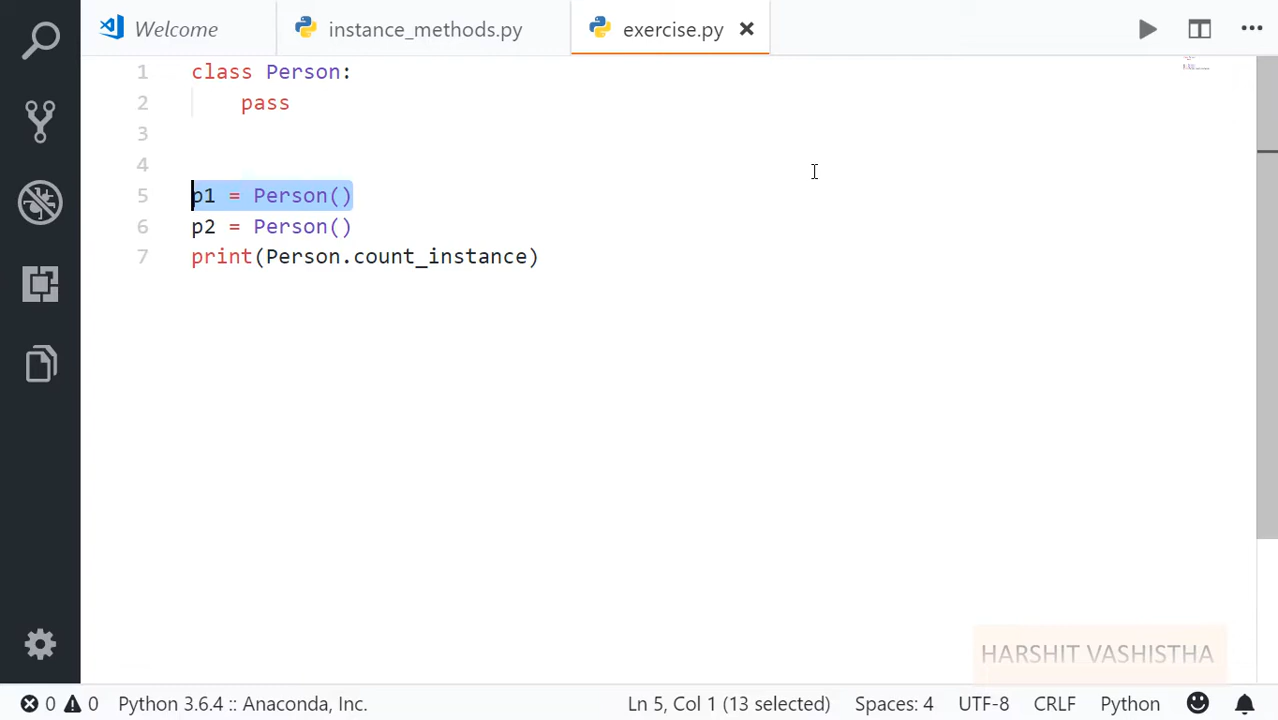 Welcome
instance_methods.py
exercise.py
1 class Person:
2     pass
3
4
5 p1 = Person()
6 p2 = Person()
7 print(Person.count_instance)
HARSHIT VASHISTHA
0 0 Python 3.6.4 :: Anaconda, Inc. Ln 5, Col 1 (13 selected) Spaces: 4 UTF-8 CRLF Python